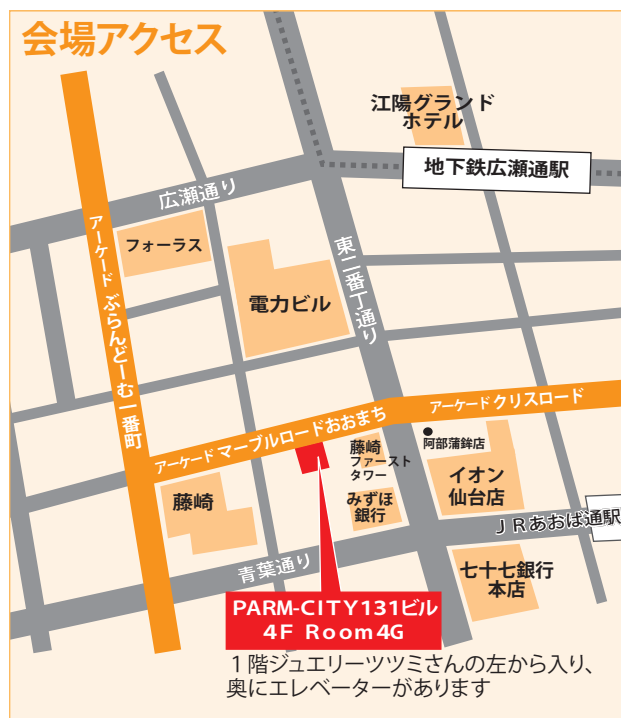 会場アクセス
江陽グランド
ホテル
地下鉄広瀬通駅
広瀬通り
フォーラス
アーケード ぶらんどーむ一番町
電力ビル
東二番丁通り
アーケード クリスロード
アーケード マーブルロードおおまち
藤崎
ファースト
タワー
阿部蒲鉾店
イオン
仙台店
みずほ
銀行
藤崎
JRあおば通駅
青葉通り
七十七銀行
本店
PARM-CITY131ビル
4F Room4G
1階ジュエリーツツミさんの左から入り、
奥にエレベーターがあります